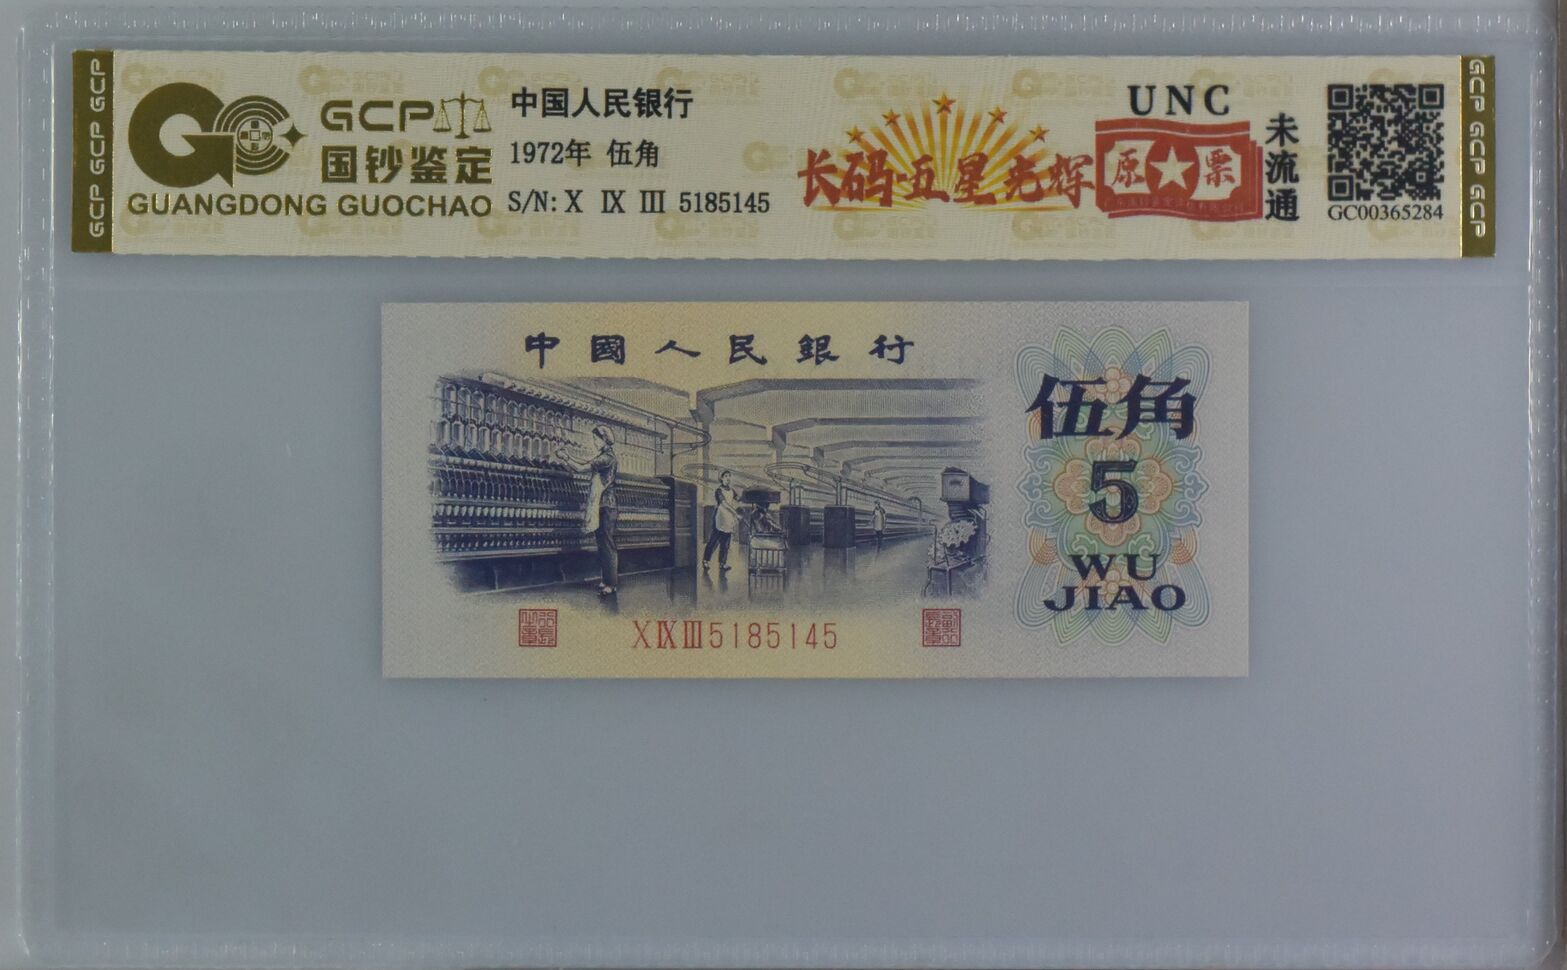 GCP GCP GCP
GCP
国钞鉴定
GUANGDONG GUOCHAO
中国人民银行
1972年 伍角
S/N: X IX III 5185145
长码·五星光辉
UNC
原★票
未流通
GC00365284
GCP GCP GCP
中國人民銀行
伍角
5
WU
JIAO
X IX III 5185145